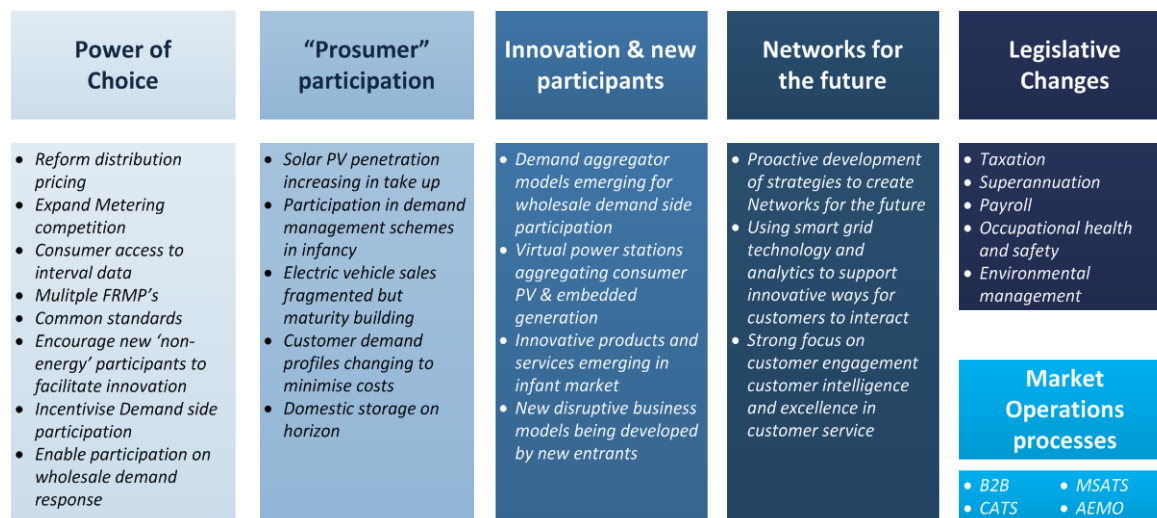 Power of
Choice
• Reform distribution
pricing
• Expand Metering
competition
• Consumer access to
interval data
• Mulitple FRMP's
• Common standards
• Encourage new ‘non-
energy’ participants to
facilitate innovation
• Incentivise Demand side
participation
• Enable participation on
wholesale demand
response
“Prosumer”
participation
• Solar PV penetration
increasing in take up
• Participation in demand
management schemes
in infancy
• Electric vehicle sales
fragmented but
maturity building
• Customer demand
profiles changing to
minimise costs
• Domestic storage on
horizon
Innovation & new
participants
• Demand aggregator
models emerging for
wholesale demand side
participation
• Virtual power stations
aggregating consumer
PV & embedded
generation
• Innovative products and
services emerging in
infant market
• New disruptive business
models being developed
by new entrants
Networks for
the future
• Proactive development
of strategies to create
Networks for the future
• Using smart grid
technology and
analytics to support
innovative ways for
customers to interact
• Strong focus on
customer engagement
customer intelligence
and excellence in
customer service
Legislative
Changes
• Taxation
• Superannuation
• Payroll
• Occupational health
and safety
• Environmental
management
Market
Operations
processes
• B2B • MSATS
• CATS • AEMO